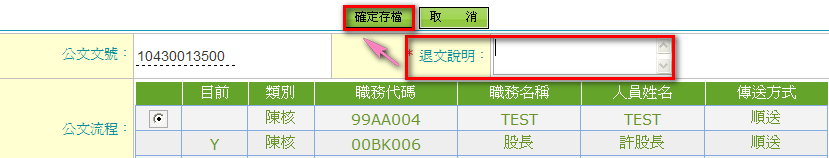 確定存檔 取 消
公文文號： 10430013500 * 退文說明：
目前 類別 職務代碼 職務名稱 人員姓名 傳送方式
公文流程： 陳核 99AA004 TEST TEST 順送
Y 陳核 00BK006 股長 許股長 順送